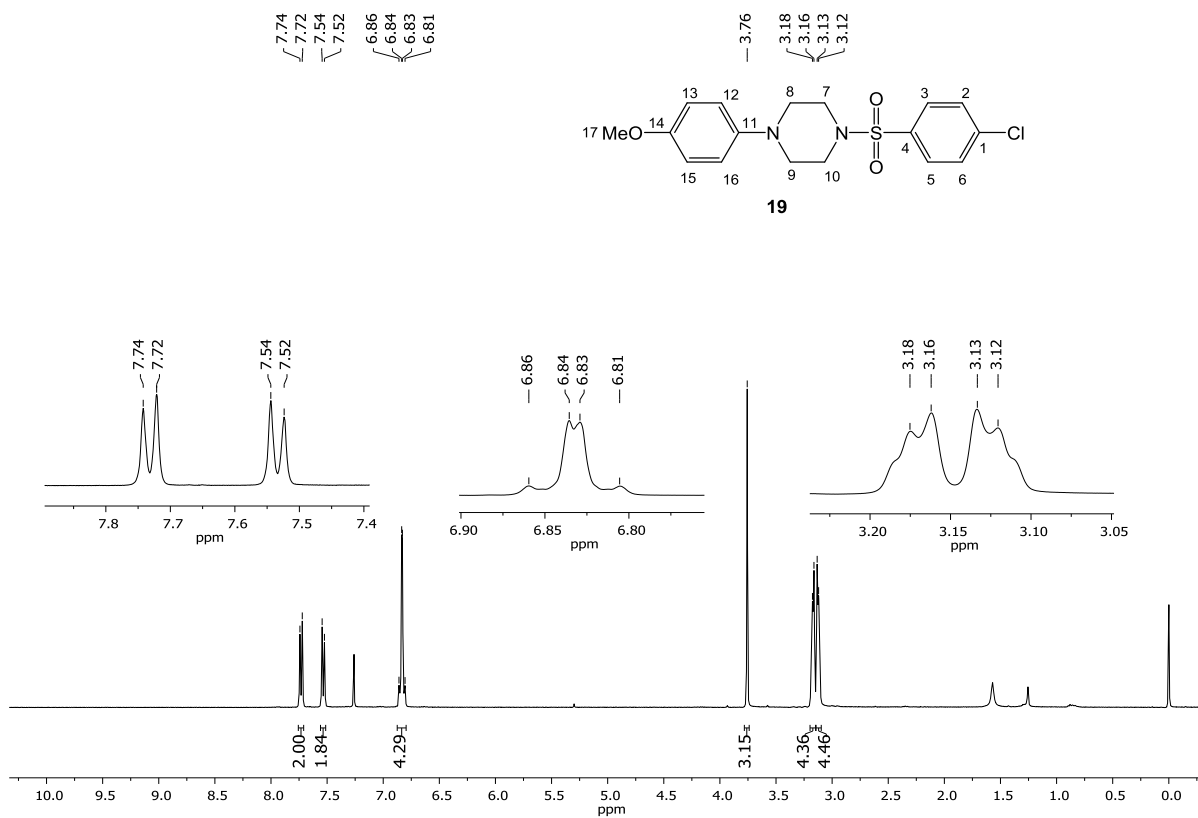 7.74 7.72 7.54 7.52 6.86 6.84 6.83 6.81 3.76 3.18 3.16 3.13 3.12
13 12 8 7 O 3 2
17 MeO 14 11 N N S 4 1 Cl
15 16 9 10 O 5 6
19
7.74 7.72 7.54 7.52 6.86 6.84 6.83 6.81 3.18 3.16 3.13 3.12
7.8 7.7 7.6 7.5 7.4
ppm
6.90 6.85 6.80
ppm
3.20 3.15 3.10 3.05
ppm
2.00 1.84 4.29 3.15 4.36 4.46
10.0 9.5 9.0 8.5 8.0 7.5 7.0 6.5 6.0 5.5 5.0 4.5 4.0 3.5 3.0 2.5 2.0 1.5 1.0 0.5 0.0
ppm